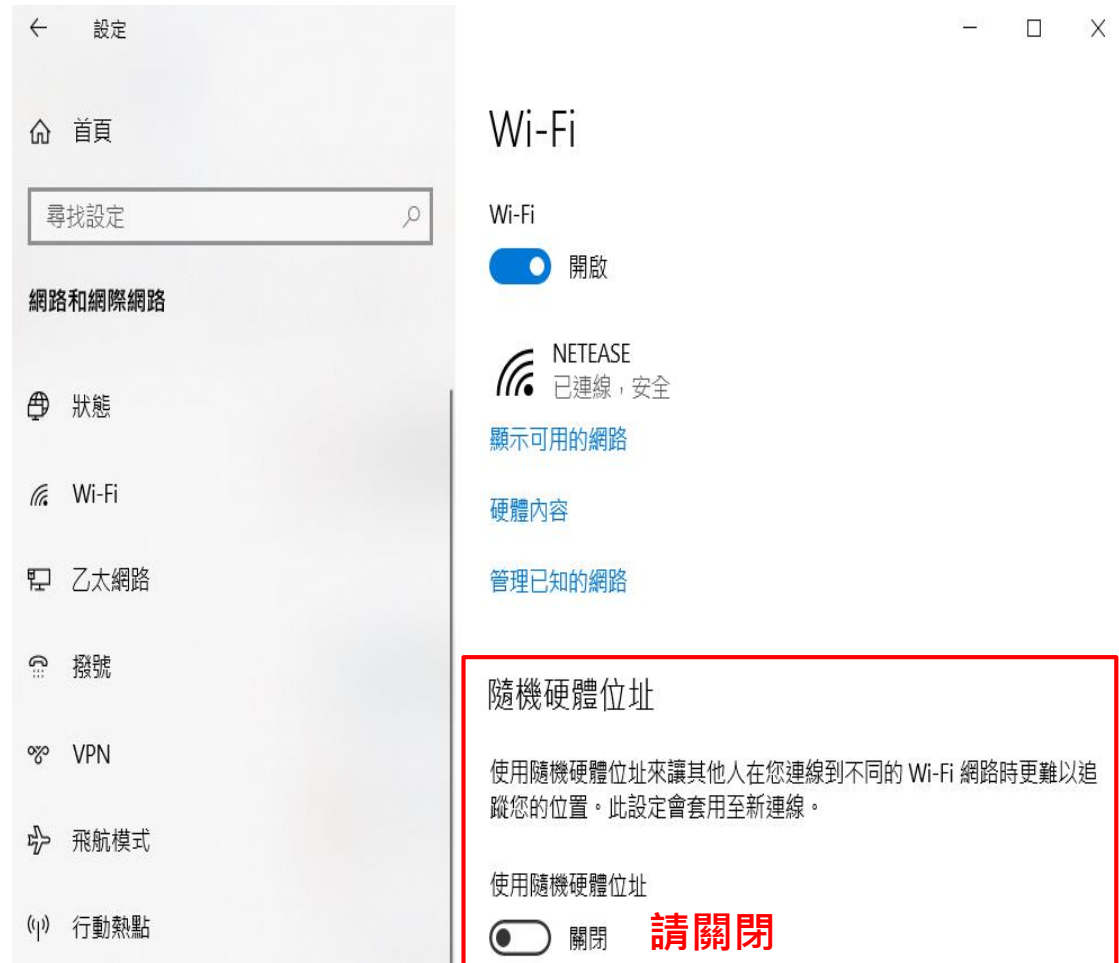 設定
首頁
尋找設定
網路和網際網路
狀態
Wi-Fi
乙太網路
撥號
VPN
飛航模式
行動熱點
Wi-Fi
Wi-Fi
開啟
NETEASE
已連線，安全
顯示可用的網路
硬體內容
管理已知的網路
隨機硬體位址
使用隨機硬體位址來讓其他人在您連線到不同的 Wi-Fi 網路時更難以追
蹤您的位置。此設定會套用至新連線。
使用隨機硬體位址
關閉 請關閉